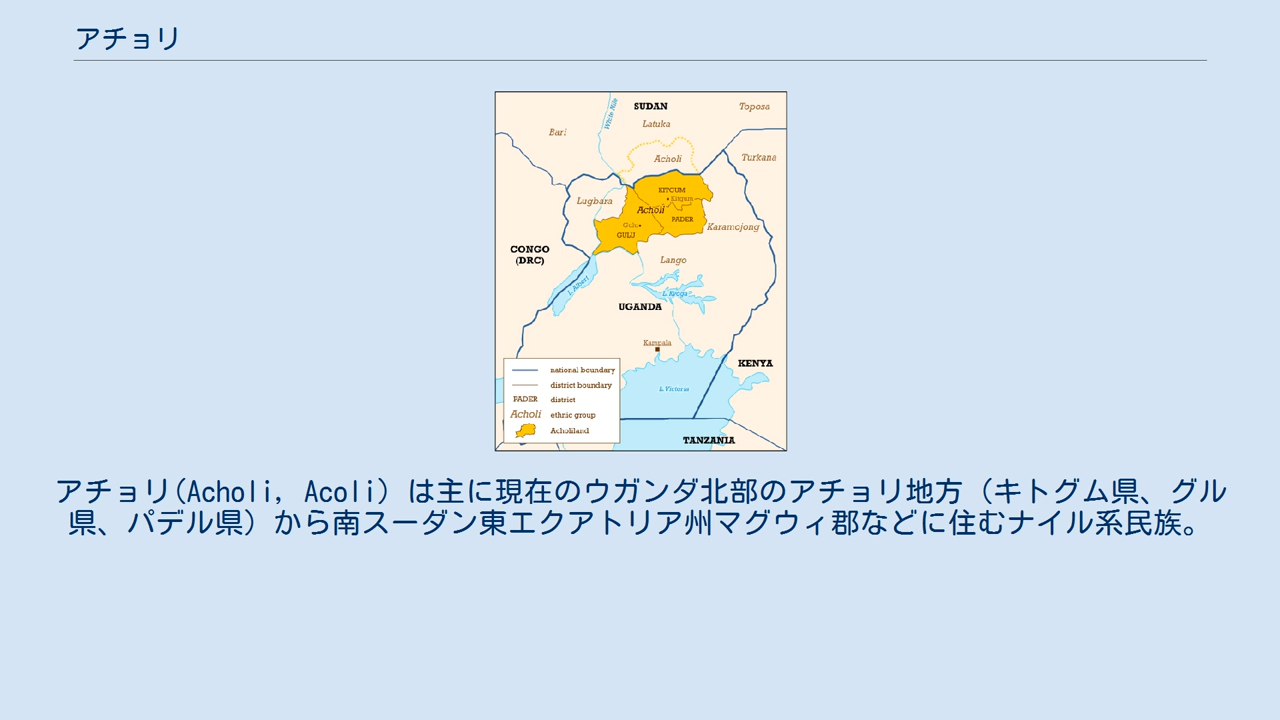 アチョリ
SUDAN
Toposa
White Nile
Latuka
Bari
Acholi
Turkana
KITGUM
Lugbara
Kitgum
Acholi
PADER
Gulu
GULU
Karamojong
CONGO
(DRC)
Lango
L. Albert
L. Kyoga
UGANDA
Kampala
KENYA
national boundary
district boundary
L. Victoria
PADER district
Acholi ethnic group
Acholiland
TANZANIA
アチョリ(Acholi, Acoli) は主に現在のウガンダ北部のアチョリ地方（キトグム県、グル
県、パデル県）から南スーダン東エクアトリア州マグウィ郡などに住むナイル系民族。